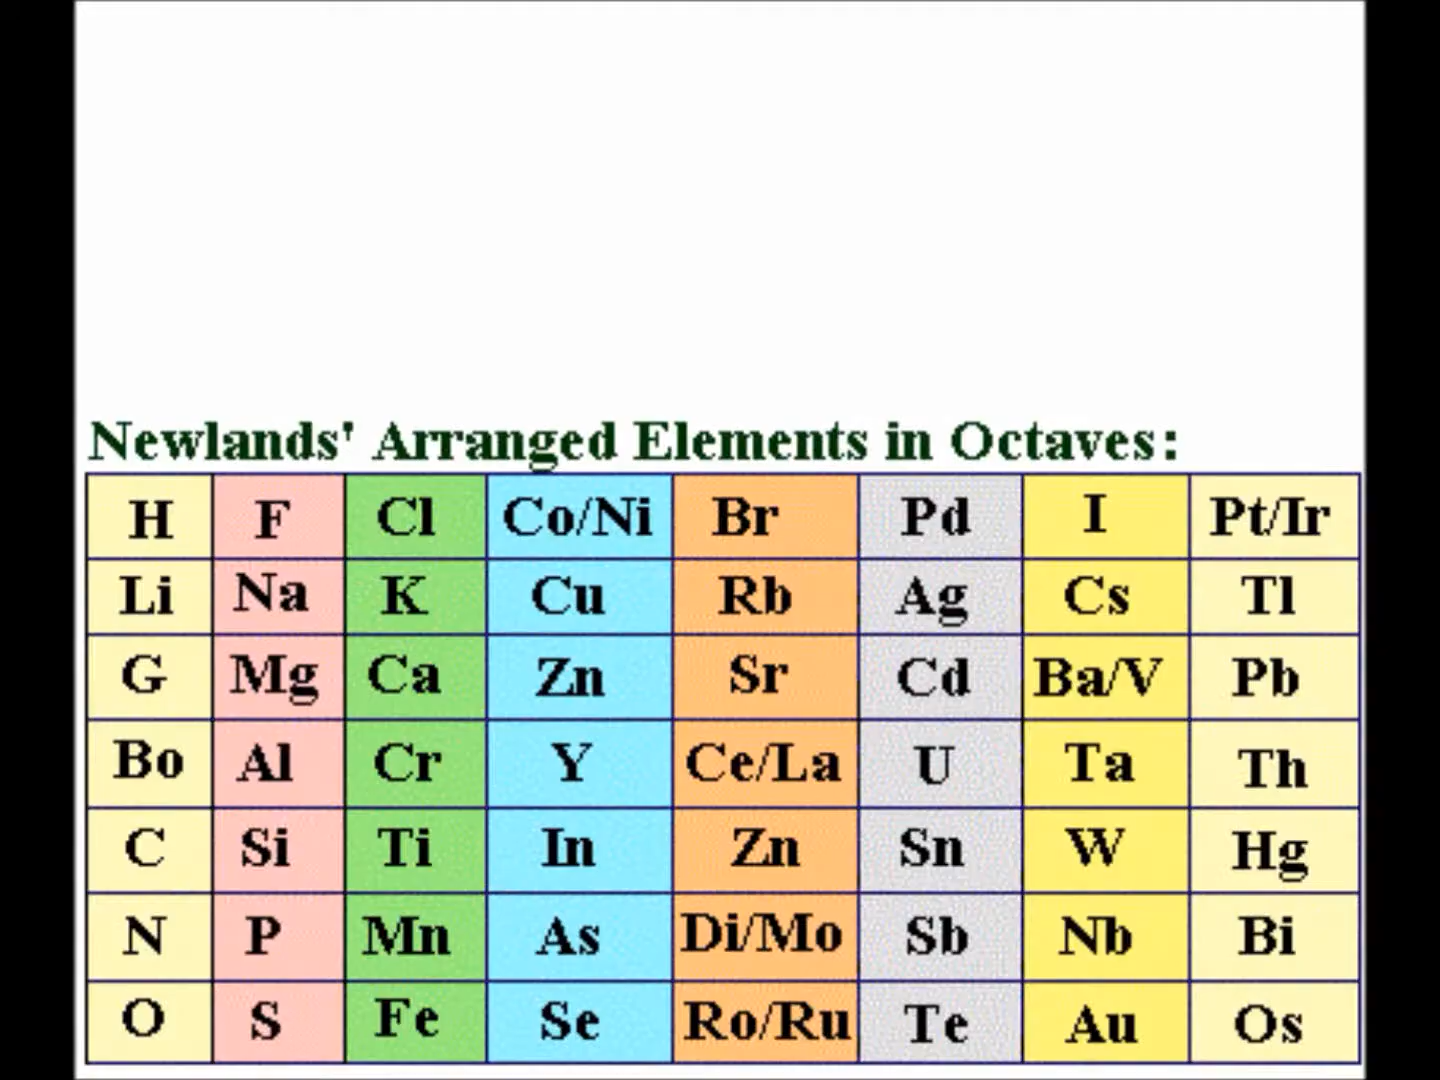 Newlands' Arranged Elements in Octaves:
H F Cl Co/Ni Br Pd I Pt/Ir
Li Na K Cu Rb Ag Cs Tl
G Mg Ca Zn Sr Cd Ba/V Pb
Bo Al Cr Y Ce/La U Ta Th
C Si Ti In Zn Sn W Hg
N P Mn As Di/Mo Sb Nb Bi
O S Fe Se Ro/Ru Te Au Os